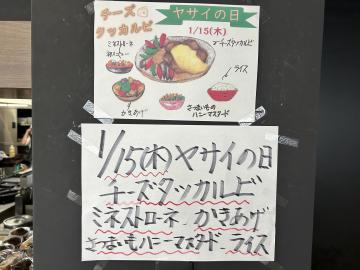 チーズ
タッカルビ
ヤサイの日
1/15(木)
チーズタッカルビ
ミネストローネ
ライス
かきあげ
さつまいもの
ハニーマスタード
1/15(木)ヤサイの日
チーズタッカルビ
ミネストローネ かきあげ
さつまいもハニーマスタード ライス